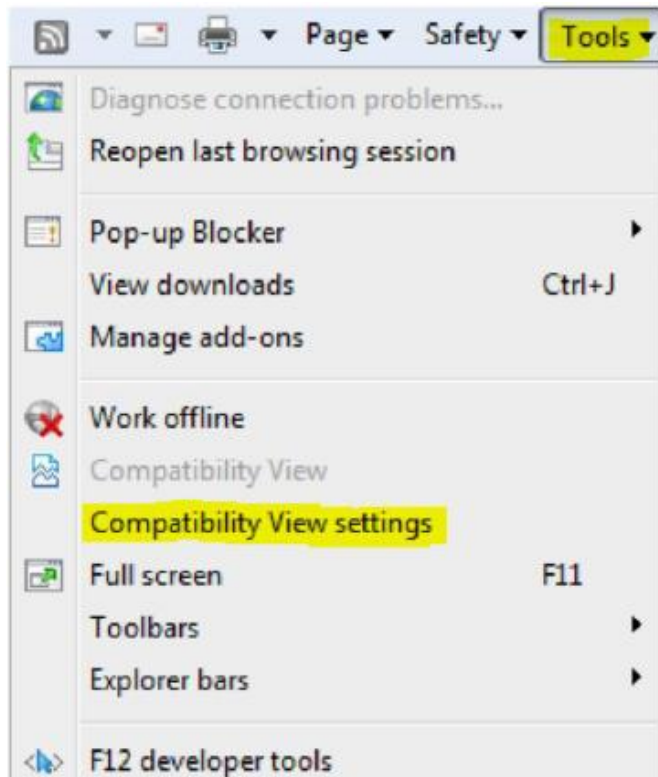 Page Safety Tools
Diagnose connection problems...
Reopen last browsing session
Pop-up Blocker
View downloads Ctrl+J
Manage add-ons
Work offline
Compatibility View
Compatibility View settings
Full screen F11
Toolbars
Explorer bars
F12 developer tools